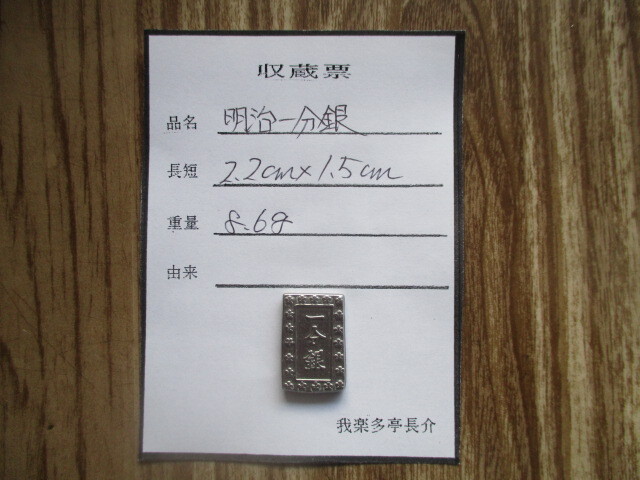 収蔵票
品名 明治一分銀
長短 2.2cm×1.5cm
重量 8.6g
由来
一分銀
我楽多亭長介